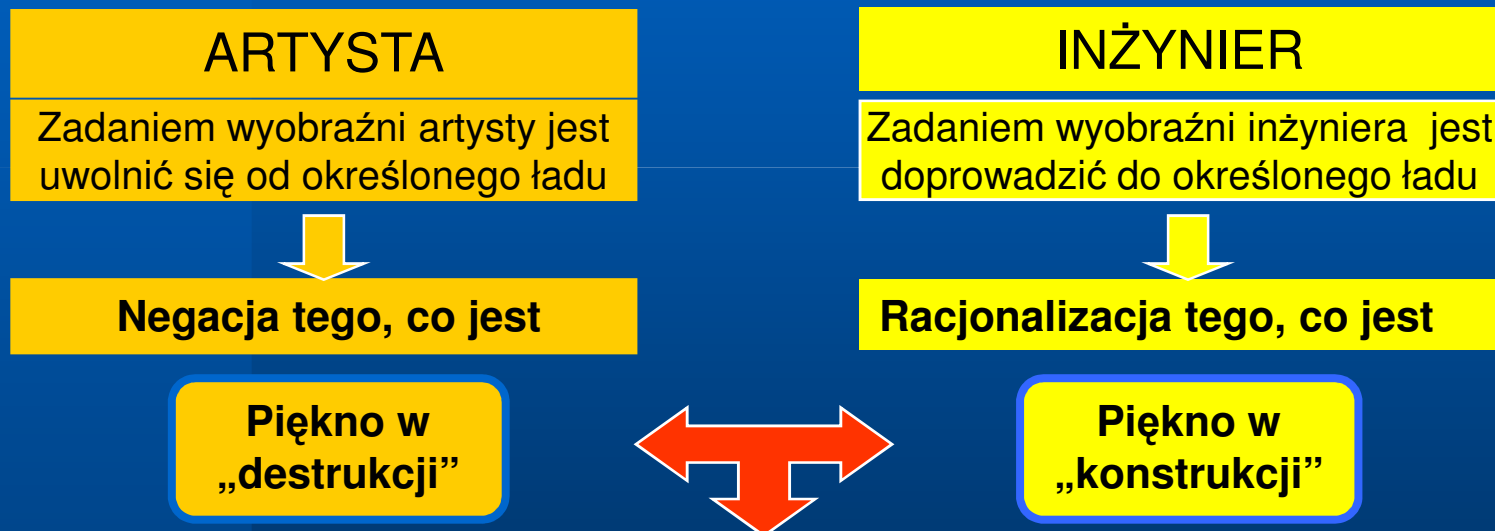 ARTYSTA
Zadaniem wyobraźni artysty jest
uwolnić się od określonego ładu
Negacja tego, co jest
Piękno w
„destrukcji”
INŻYNIER
Zadaniem wyobraźni inżyniera jest
doprowadzić do określonego ładu
Racjonalizacja tego, co jest
Piękno w
„konstrukcji”